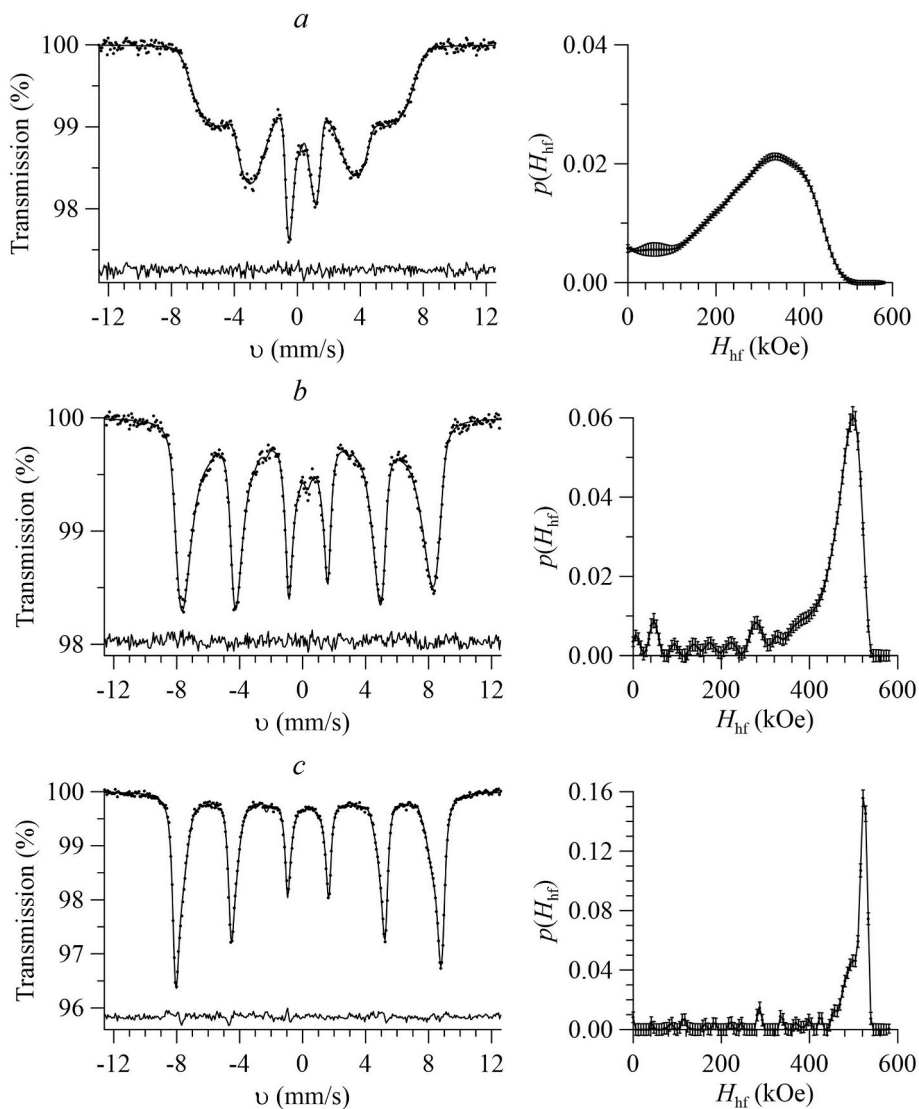 a
100
99
98
Transmission (%)
-12 -8 -4 0 4 8 12
υ (mm/s)
0.04
0.02
0.00
p(Hhf)
0 200 400 600
Hhf (kOe)
b
100
99
98
Transmission (%)
-12 -8 -4 0 4 8 12
υ (mm/s)
0.06
0.04
0.02
0.00
p(Hhf)
0 200 400 600
Hhf (kOe)
c
100
99
98
97
96
Transmission (%)
-12 -8 -4 0 4 8 12
υ (mm/s)
0.16
0.12
0.08
0.04
0.00
p(Hhf)
0 200 400 600
Hhf (kOe)